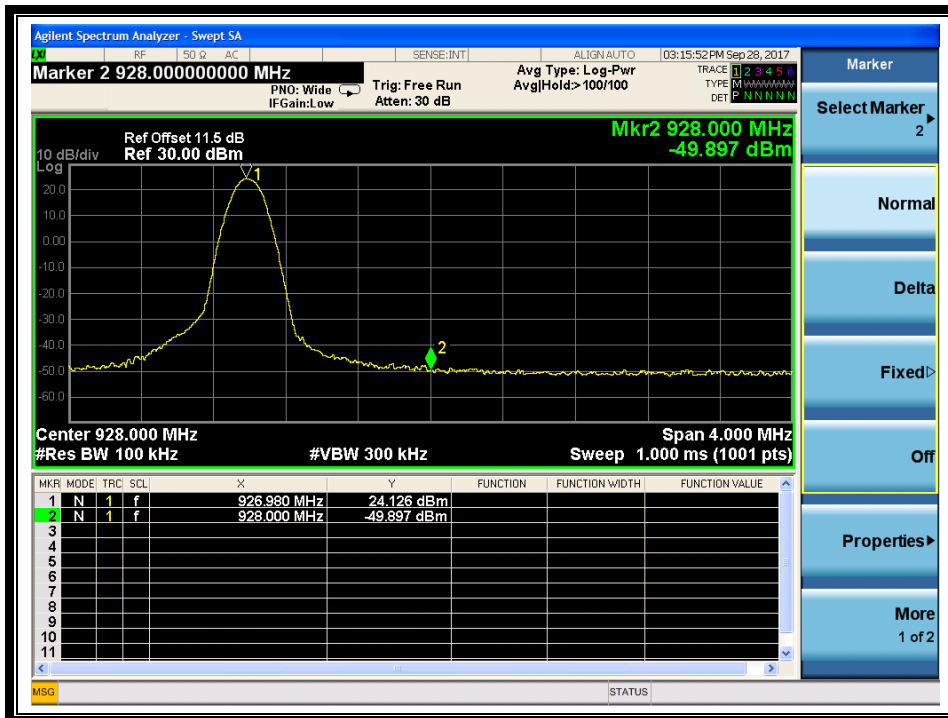 Agilent Spectrum Analyzer - Swept SA
LXI RF 50 Ω AC SENSE:INT ALIGN AUTO 03:15:52 PM Sep 28, 2017
Marker 2 928.000000000 MHz
PNO: Wide
IFGain:Low
Trig: Free Run
Atten: 30 dB
Avg Type: Log-Pwr
Avg|Hold:>100/100
TRACE 1 2 3 4 5 6
TYPE M W W W W W
DET P N N N N N
Mkr2 928.000 MHz
-49.897 dBm
Ref Offset 11.5 dB
Ref 30.00 dBm
10 dB/div
Log
20.0
10.0
0.00
-10.0
-20.0
-30.0
-40.0
-50.0
-60.0
1
2
Center 928.000 MHz Span 4.000 MHz
#Res BW 100 kHz #VBW 300 kHz Sweep 1.000 ms (1001 pts)
MKR MODE TRC SCL X Y FUNCTION FUNCTION WIDTH FUNCTION VALUE
1 N 1 f 926.980 MHz 24.126 dBm
2 N 1 f 928.000 MHz -49.897 dBm
3
4
5
6
7
8
9
10
11
MSG STATUS
Marker
Select Marker
2
Normal
Delta
Fixed
Off
Properties
More
1 of 2